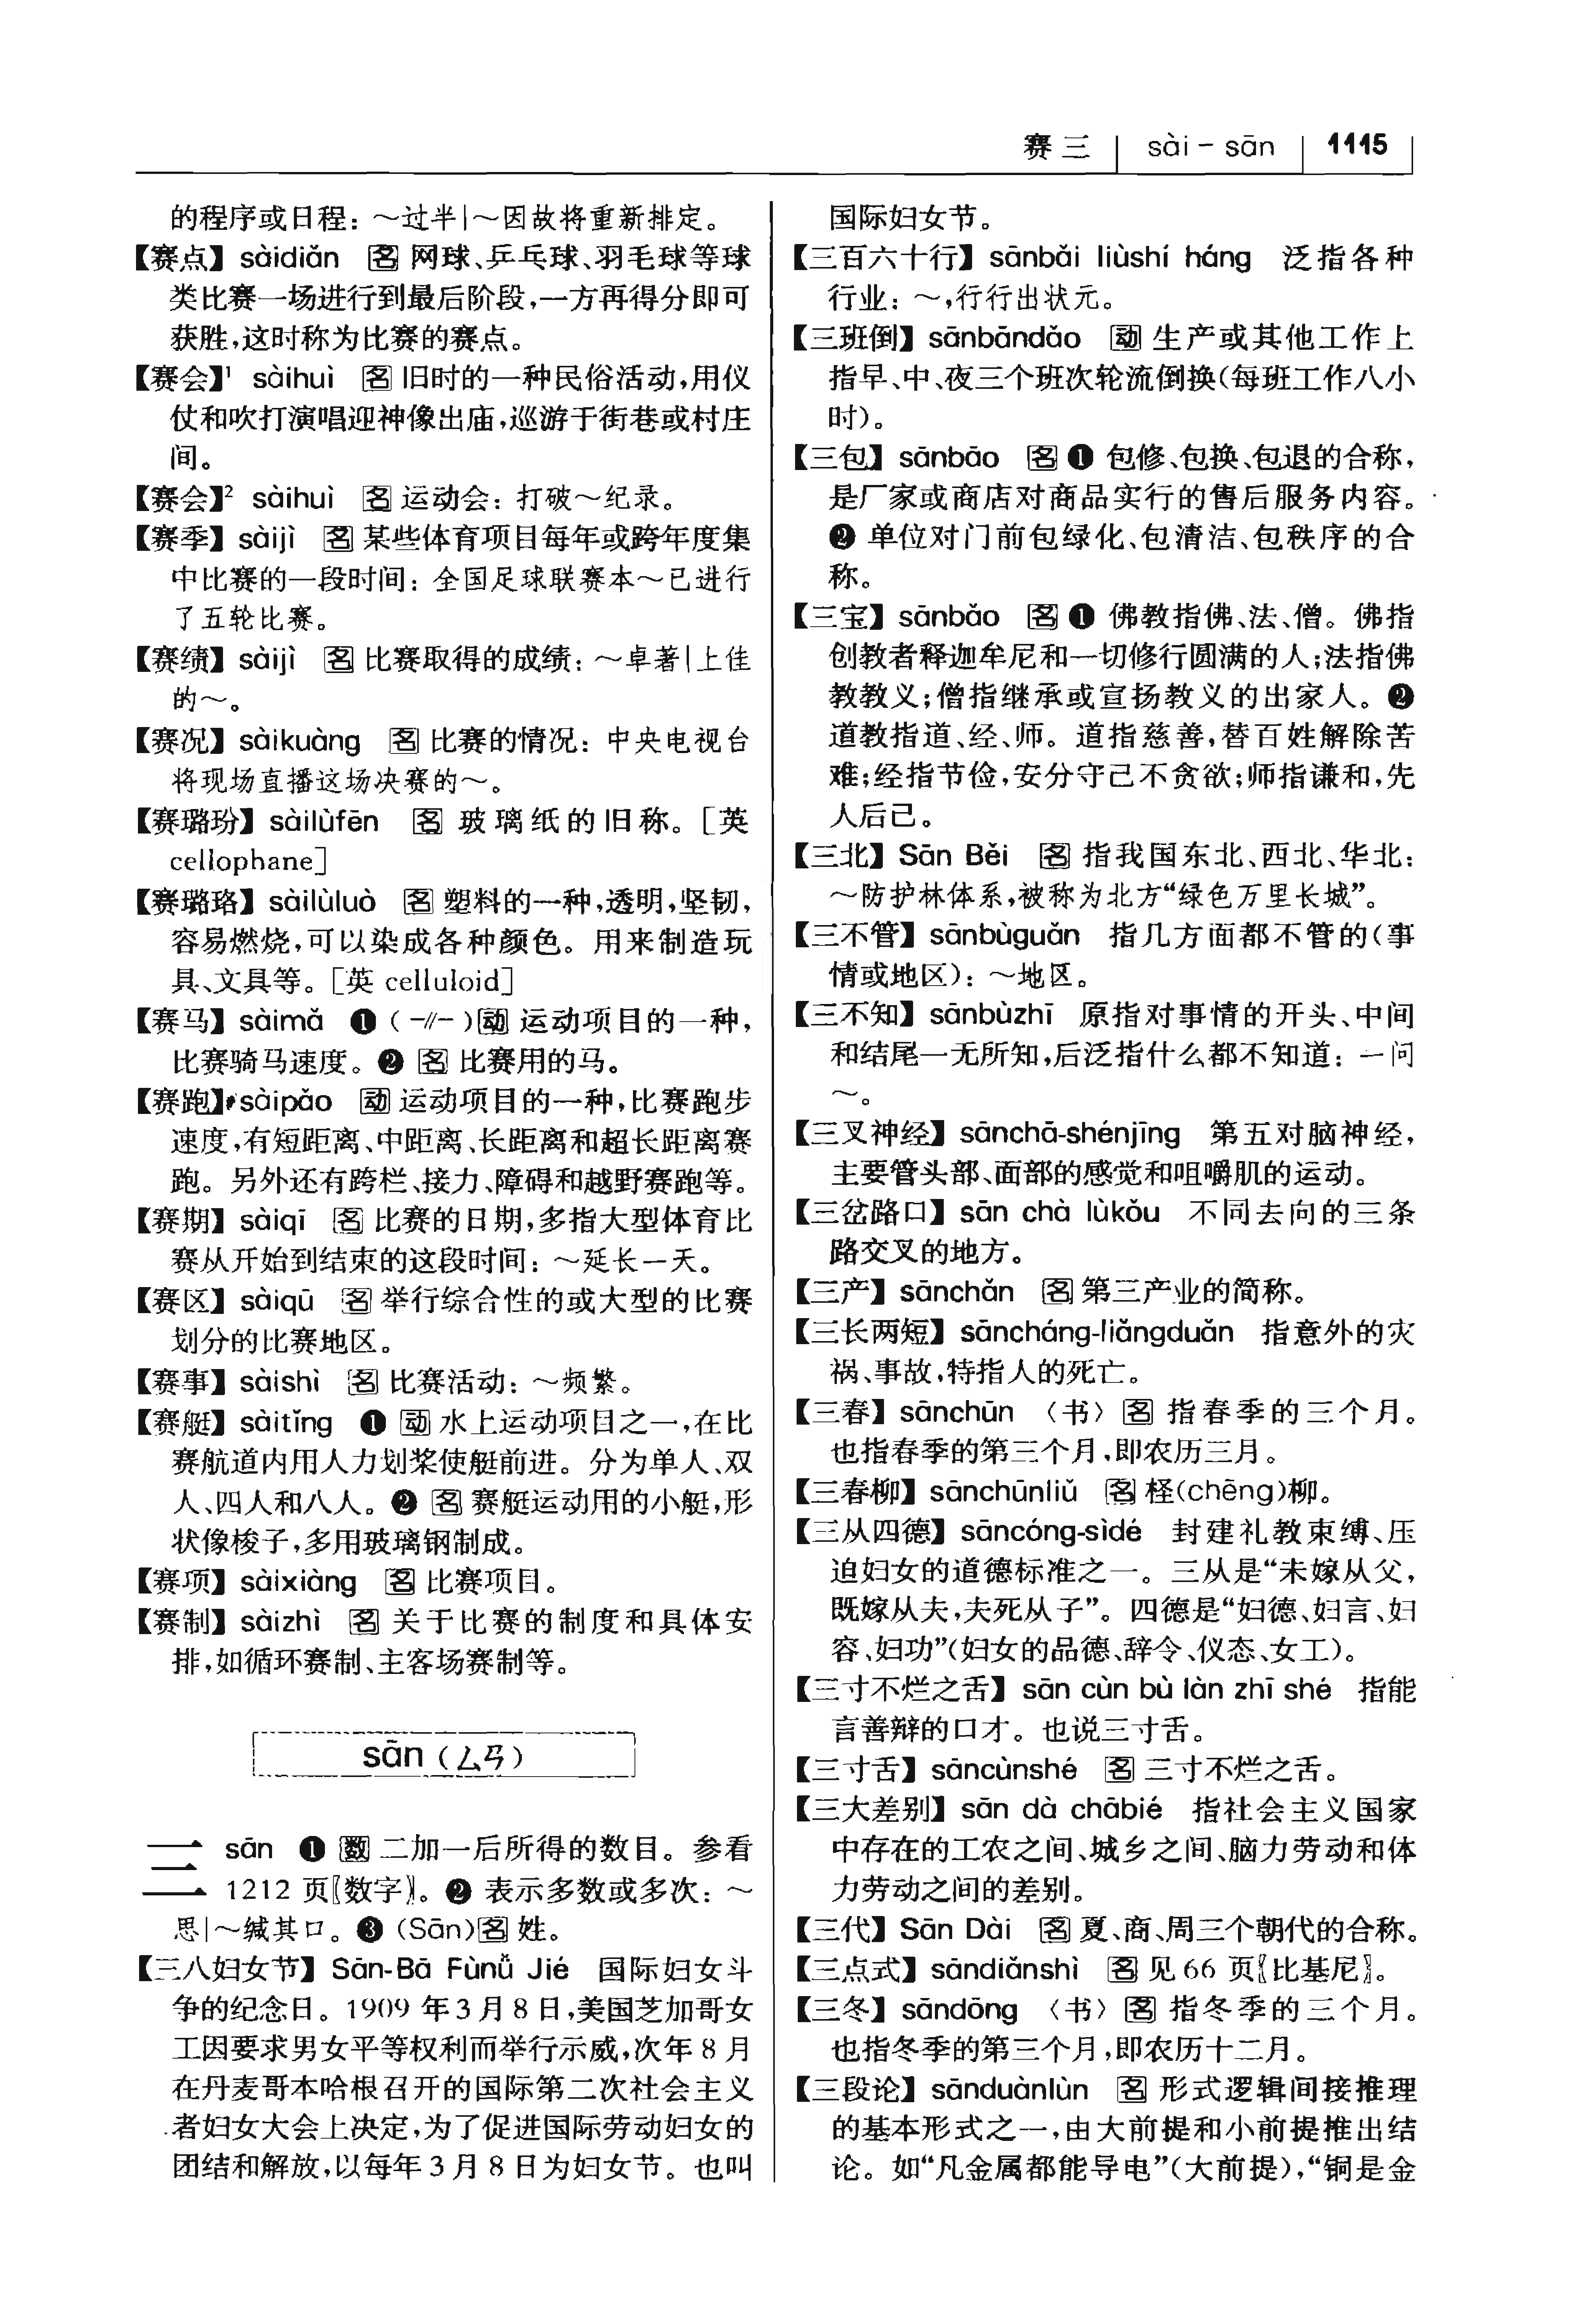 赛三 | sài – sān | 1115
的程序或日程：～过半|～因故将重新排定。
【赛点】 sàidiǎn 名 网球、乒乓球、羽毛球等球
类比赛一场进行到最后阶段，一方再得分即可
获胜，这时称为比赛的赛点。
【赛会】¹ sàihuì 名 旧时的一种民俗活动，用仪
仗和吹打演唱迎神像出庙，巡游于街巷或村庄
间。
【赛会】² sàihuì 名 运动会：打破～纪录。
【赛季】 sàijì 名 某些体育项目每年或跨年度集
中比赛的一段时间：全国足球联赛本～已进行
了五轮比赛。
【赛绩】 sàijì 名 比赛取得的成绩：～卓著|上佳
的～。
【赛况】 sàikuàng 名 比赛的情况：中央电视台
将现场直播这场决赛的～。
【赛璐玢】 sàilùfēn 名 玻璃纸的旧称。[英
cellophane]
【赛璐珞】 sàilùluò 名 塑料的一种，透明，坚韧，
容易燃烧，可以染成各种颜色。用来制造玩
具、文具等。[英 celluloid]
【赛马】 sàimǎ ❶（-//-）动 运动项目的一种，
比赛骑马速度。❷ 名 比赛用的马。
【赛跑】 sàipǎo 动 运动项目的一种，比赛跑步
速度，有短距离、中距离、长距离和超长距离赛
跑。另外还有跨栏、接力、障碍和越野赛跑等。
【赛期】 sàiqī 名 比赛的日期，多指大型体育比
赛从开始到结束的这段时间：～延长一天。
【赛区】 sàiqū 名 举行综合性的或大型的比赛
划分的比赛地区。
【赛事】 sàishì 名 比赛活动：～频繁。
【赛艇】 sàitǐng ❶ 动 水上运动项目之一，在比
赛航道内用人力划桨使艇前进。分为单人、双
人、四人和八人。❷ 名 赛艇运动用的小艇，形
状像梭子，多用玻璃钢制成。
【赛项】 sàixiàng 名 比赛项目。
【赛制】 sàizhì 名 关于比赛的制度和具体安
排，如循环赛制、主客场赛制等。
sān（ㄙㄢ）
三 sān ❶ 数 二加一后所得的数目。参看
1212 页〖数字〗。❷ 表示多数或多次：～
思|～缄其口。❸（Sān）名 姓。
【三八妇女节】 Sān-Bā Fùnǚ Jié 国际妇女斗
争的纪念日。1909 年 3 月 8 日，美国芝加哥女
工因要求男女平等权利而举行示威，次年 8 月
在丹麦哥本哈根召开的国际第二次社会主义
者妇女大会上决定，为了促进国际劳动妇女的
团结和解放，以每年 3 月 8 日为妇女节。也叫
国际妇女节。
【三百六十行】 sānbǎi liùshí háng 泛指各种
行业：～，行行出状元。
【三班倒】 sānbāndǎo 动 生产或其他工作上
指早、中、夜三个班次轮流倒换（每班工作八小
时）。
【三包】 sānbāo 名 ❶ 包修、包换、包退的合称，
是厂家或商店对商品实行的售后服务内容。
❷ 单位对门前包绿化、包清洁、包秩序的合
称。
【三宝】 sānbǎo 名 ❶ 佛教指佛、法、僧。佛指
创教者释迦牟尼和一切修行圆满的人；法指佛
教教义；僧指继承或宣扬教义的出家人。❷
道教指道、经、师。道指慈善，替百姓解除苦
难；经指节俭，安分守己不贪欲；师指谦和，先
人后己。
【三北】 Sān Běi 名 指我国东北、西北、华北：
～防护林体系，被称为北方“绿色万里长城”。
【三不管】 sānbùguǎn 指几方面都不管的（事
情或地区）：～地区。
【三不知】 sānbùzhī 原指对事情的开头、中间
和结尾一无所知，后泛指什么都不知道：一问
～。
【三叉神经】 sānchā-shénjīng 第五对脑神经，
主要管头部、面部的感觉和咀嚼肌的运动。
【三岔路口】 sān chà lùkǒu 不同去向的三条
路交叉的地方。
【三产】 sānchǎn 名 第三产业的简称。
【三长两短】 sāncháng-liǎngduǎn 指意外的灾
祸、事故，特指人的死亡。
【三春】 sānchūn 〈书〉名 指春季的三个月。
也指春季的第三个月，即农历三月。
【三春柳】 sānchūnliǔ 名 柽（chēng）柳。
【三从四德】 sāncóng-sìdé 封建礼教束缚、压
迫妇女的道德标准之一。三从是“未嫁从父，
既嫁从夫，夫死从子”。四德是“妇德、妇言、妇
容、妇功”（妇女的品德、辞令、仪态、女工）。
【三寸不烂之舌】 sān cùn bù làn zhī shé 指能
言善辩的口才。也说三寸舌。
【三寸舌】 sāncùnshé 名 三寸不烂之舌。
【三大差别】 sān dà chābié 指社会主义国家
中存在的工农之间、城乡之间、脑力劳动和体
力劳动之间的差别。
【三代】 Sān Dài 名 夏、商、周三个朝代的合称。
【三点式】 sāndiǎnshì 名 见 66 页〖比基尼〗。
【三冬】 sāndōng 〈书〉名 指冬季的三个月。
也指冬季的第三个月，即农历十二月。
【三段论】 sānduànlùn 名 形式逻辑间接推理
的基本形式之一，由大前提和小前提推出结
论。如“凡金属都能导电”（大前提），“铜是金